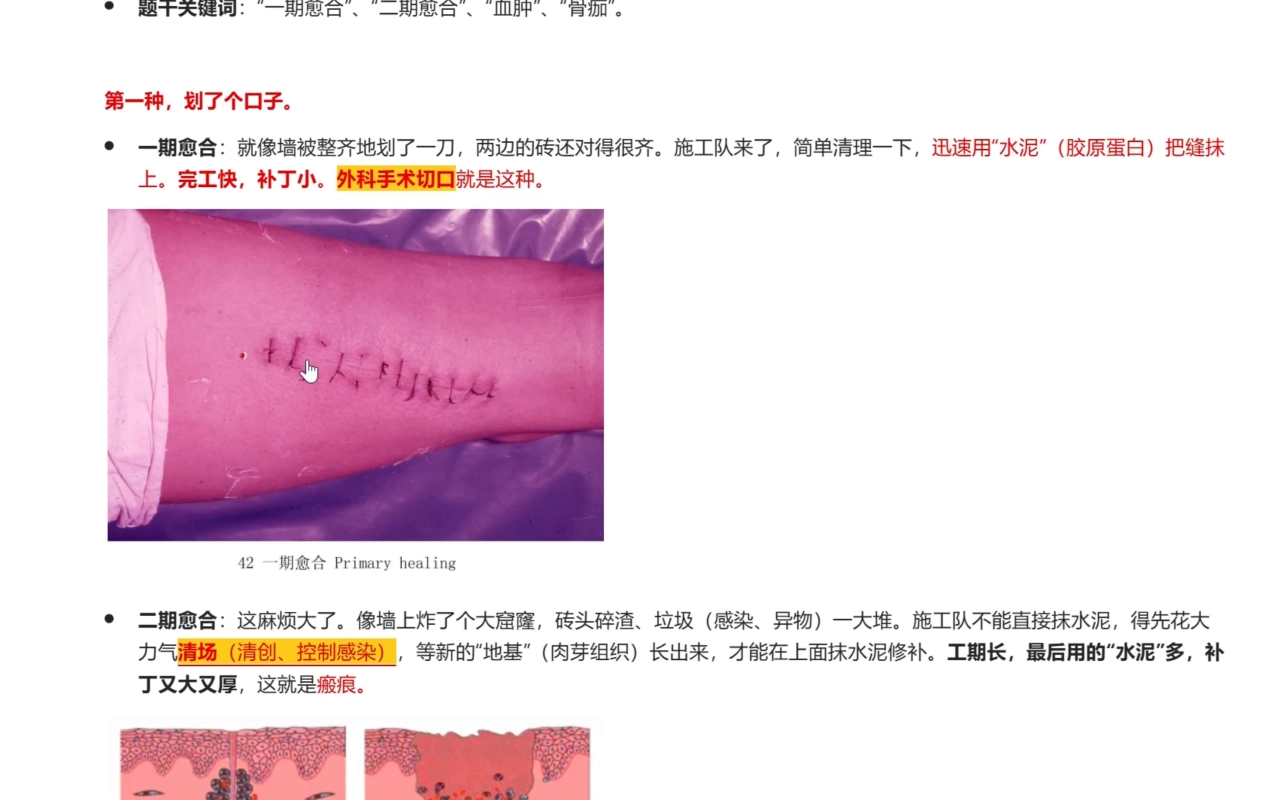 题干关键词：“一期愈合”、“二期愈合”、“血肿”、“骨痂”。
第一种，划了个口子。
一期愈合：就像墙被整齐地划了一刀，两边的砖还对得很齐。施工队来了，简单清理一下，迅速用“水泥”（胶原蛋白）把缝抹
上。完工快，补丁小。外科手术切口就是这种。
42 一期愈合 Primary healing
二期愈合：这麻烦大了。像墙上炸了个大窟窿，砖头碎渣、垃圾（感染、异物）一大堆。施工队不能直接抹水泥，得先花大
力气清场（清创、控制感染），等新的“地基”（肉芽组织）长出来，才能在上面抹水泥修补。工期长，最后用的“水泥”多，补
丁又大又厚，这就是瘢痕。